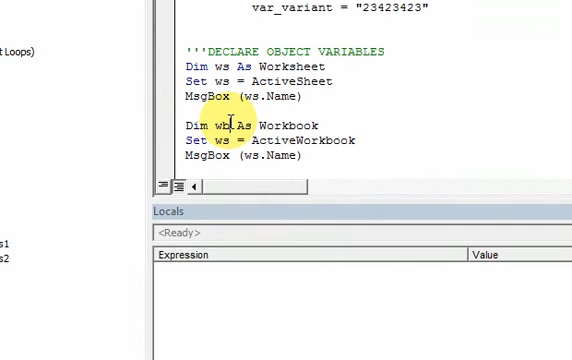 var_variant = "23423423"
t Loops)
'''DECLARE OBJECT VARIABLES
Dim ws As Worksheet
Set ws = ActiveSheet
MsgBox (ws.Name)
Dim wb As Workbook
Set ws = ActiveWorkbook
MsgBox (ws.Name)
Locals
<Ready>
s1
s2
Expression
Value